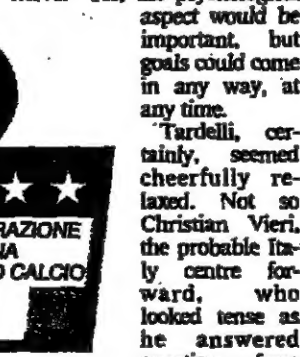 aspect would be
important, but
goals could come
in any way, at
any time.
Tardelli, cer-
tainly, seemed
cheerfully re-
laxed. Not so
Christian Vieri,
the probable Ita-
ly centre for-
ward, who
looked tense as
he answered
RAZIONE
NA
O CALCIO